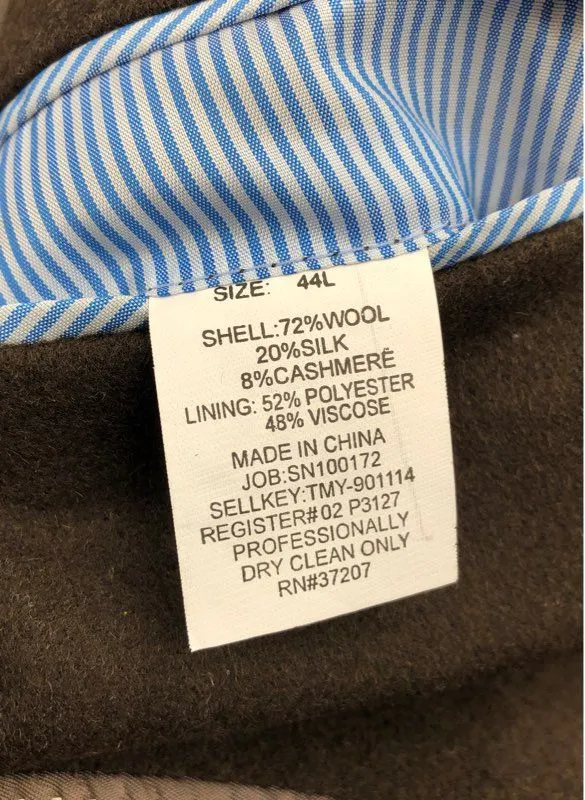 SIZE: 44L
SHELL:72%WOOL
20%SILK
8%CASHMERE
LINING: 52% POLYESTER
48% VISCOSE
MADE IN CHINA
JOB:SN100172
SELLKEY:TMY-901114
REGISTER#02 P3127
PROFESSIONALLY
DRY CLEAN ONLY
RN#37207